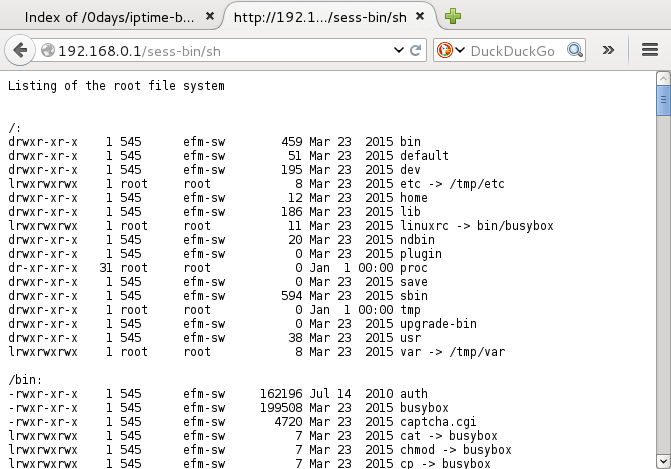 Index of /0days/iptime-b...
http://192.1.../sess-bin/sh
192.168.0.1/sess-bin/sh
DuckDuckGo
Listing of the root file system
/:
drwxr-xr-x 1 545 efm-sw 459 Mar 23 2015 bin
drwxr-xr-x 1 545 efm-sw 51 Mar 23 2015 default
drwxr-xr-x 1 545 efm-sw 195 Mar 23 2015 dev
lrwxrwxrwx 1 root root 8 Mar 23 2015 etc -> /tmp/etc
drwxr-xr-x 1 545 efm-sw 12 Mar 23 2015 home
drwxr-xr-x 1 545 efm-sw 186 Mar 23 2015 lib
lrwxrwxrwx 1 root root 11 Mar 23 2015 linuxrc -> bin/busybox
drwxr-xr-x 1 545 efm-sw 20 Mar 23 2015 ndbin
drwxr-xr-x 1 545 efm-sw 0 Mar 23 2015 plugin
dr-xr-xr-x 31 root root 0 Jan 1 00:00 proc
drwxr-xr-x 1 545 efm-sw 0 Mar 23 2015 save
drwxr-xr-x 1 545 efm-sw 594 Mar 23 2015 sbin
drwxr-xr-x 1 root root 0 Jan 1 00:00 tmp
drwxr-xr-x 1 545 efm-sw 0 Mar 23 2015 upgrade-bin
drwxr-xr-x 1 545 efm-sw 38 Mar 23 2015 usr
lrwxrwxrwx 1 root root 8 Mar 23 2015 var -> /tmp/var
/bin:
-rwxr-xr-x 1 545 efm-sw 162196 Jul 14 2010 auth
-rwxr-xr-x 1 545 efm-sw 199508 Mar 23 2015 busybox
-rwxr-xr-x 1 545 efm-sw 4720 Mar 23 2015 captcha.cgi
lrwxrwxrwx 1 545 efm-sw 7 Mar 23 2015 cat -> busybox
lrwxrwxrwx 1 545 efm-sw 7 Mar 23 2015 chmod -> busybox
lrwxrwxrwx 1 545 efm-sw 7 Mar 23 2015 cp -> busybox